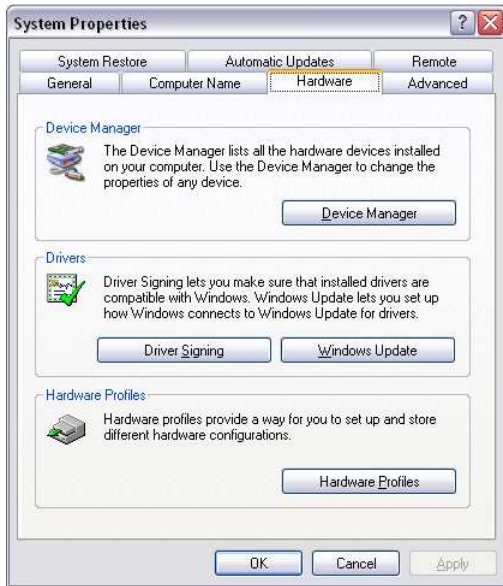 System Properties
System Restore Automatic Updates Remote
General Computer Name Hardware Advanced
Device Manager
The Device Manager lists all the hardware devices installed
on your computer. Use the Device Manager to change the
properties of any device.
Device Manager
Drivers
Driver Signing lets you make sure that installed drivers are
compatible with Windows. Windows Update lets you set up
how Windows connects to Windows Update for drivers.
Driver Signing Windows Update
Hardware Profiles
Hardware profiles provide a way for you to set up and store
different hardware configurations.
Hardware Profiles
OK Cancel Apply